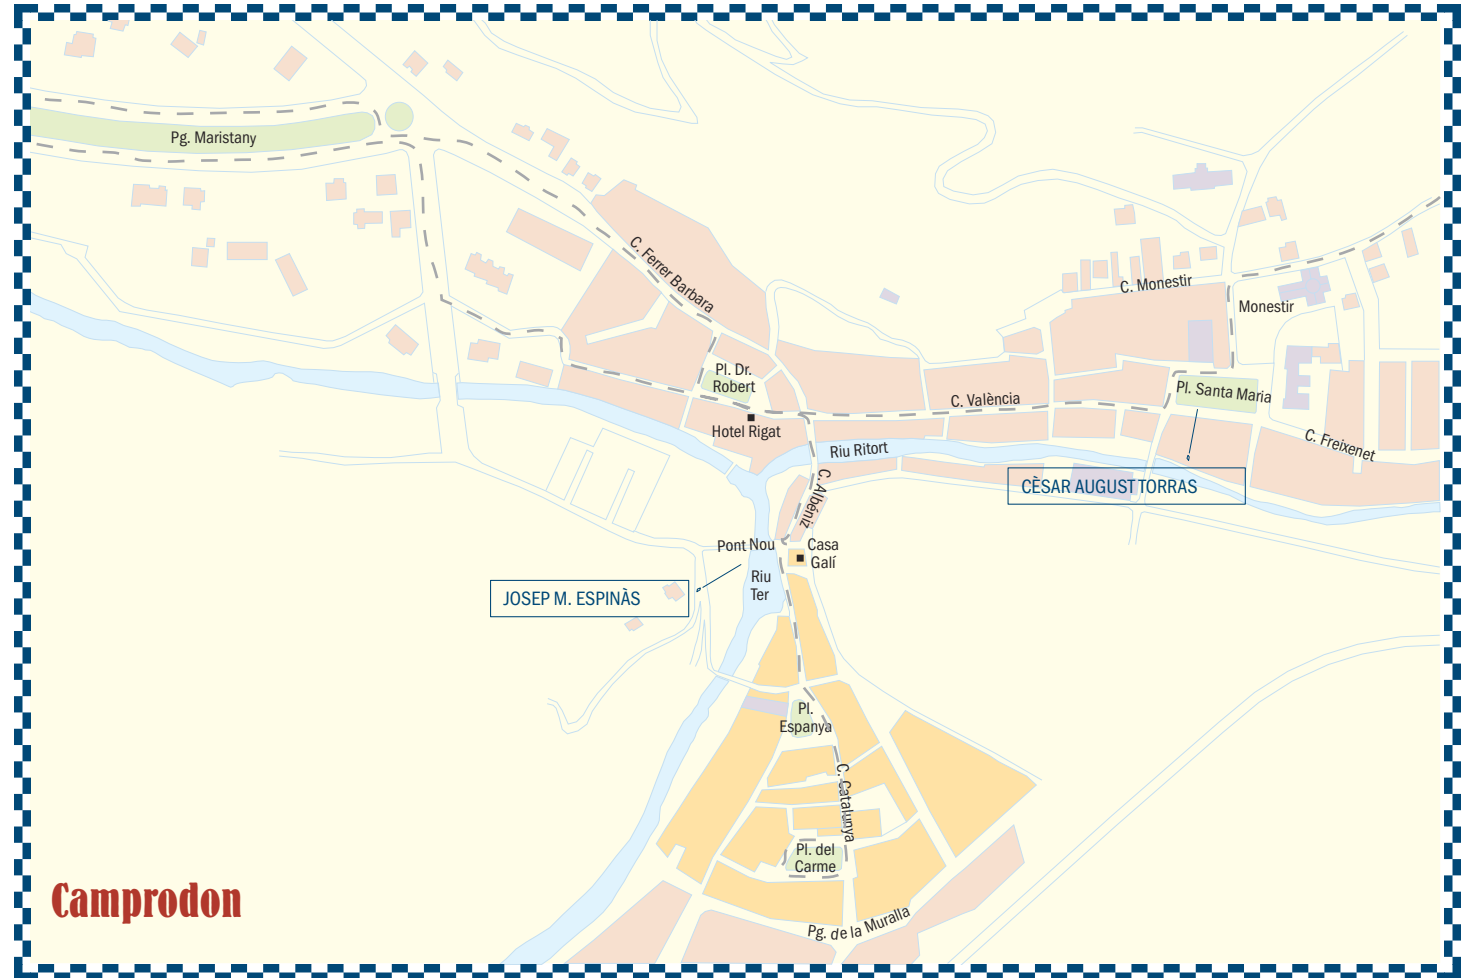 Pg. Maristany
C. Ferrer Barbara
C. Monestir
Monestir
Pl. Dr.
Robert
Pl. Santa Maria
C. València
Hotel Rigat
C. Freixenet
Riu Ritort
C. Albéniz
CÈSAR AUGUST TORRAS
Pont Nou
Casa
Galí
Riu
Ter
JOSEP M. ESPINÀS
Pl.
Espanya
C. Catalunya
Pl. del
Carme
Camprodon
Pg. de la Muralla